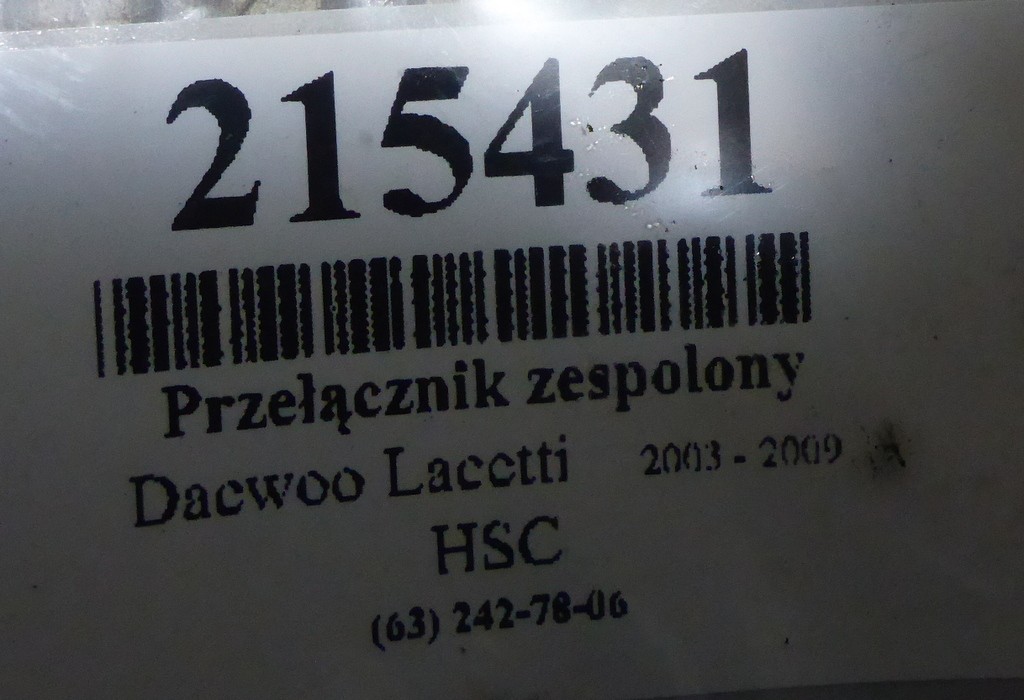 215431
Przełącznik zespolony
Daewoo Lacetti 2003 - 2009
HSC
(63) 242-78-06